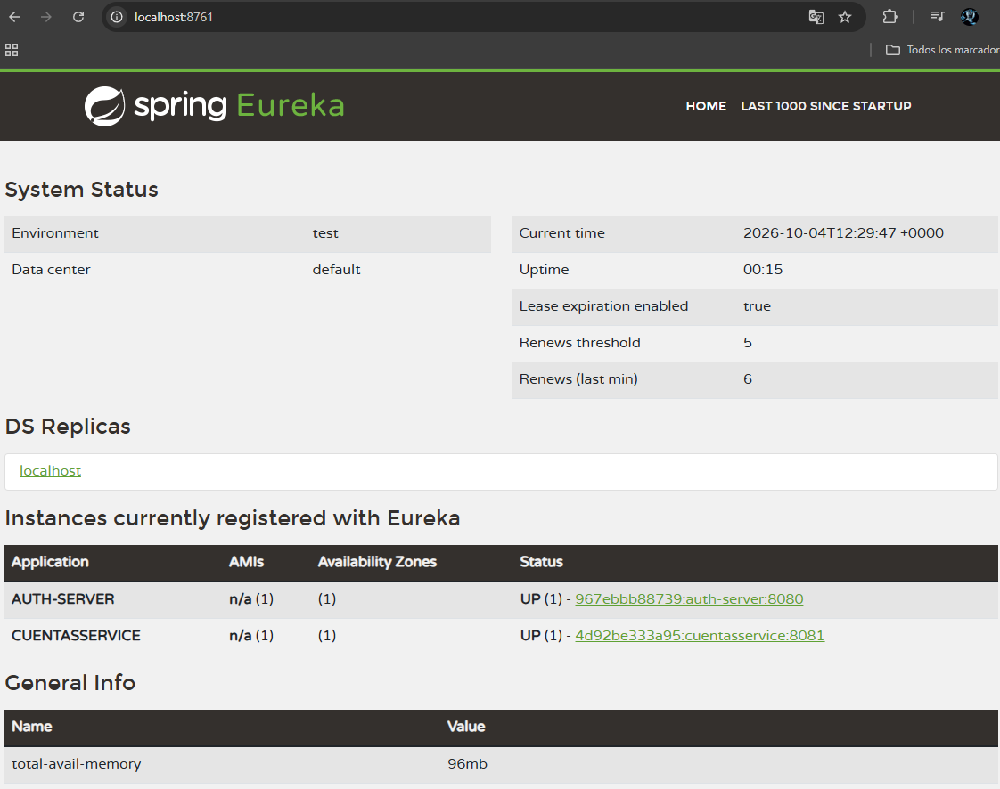 localhost:8761
Todos los marcador
spring Eureka
HOME LAST 1000 SINCE STARTUP
System Status
Environment test
Data center default
Current time 2026-10-04T12:29:47 +0000
Uptime 00:15
Lease expiration enabled true
Renews threshold 5
Renews (last min) 6
DS Replicas
localhost
Instances currently registered with Eureka
Application AMIs Availability Zones Status
AUTH-SERVER n/a (1) (1) UP (1) - 967ebbb88739:auth-server:8080
CUENTASSERVICE n/a (1) (1) UP (1) - 4d92be333a95:cuentasservice:8081
General Info
Name Value
total-avail-memory 96mb